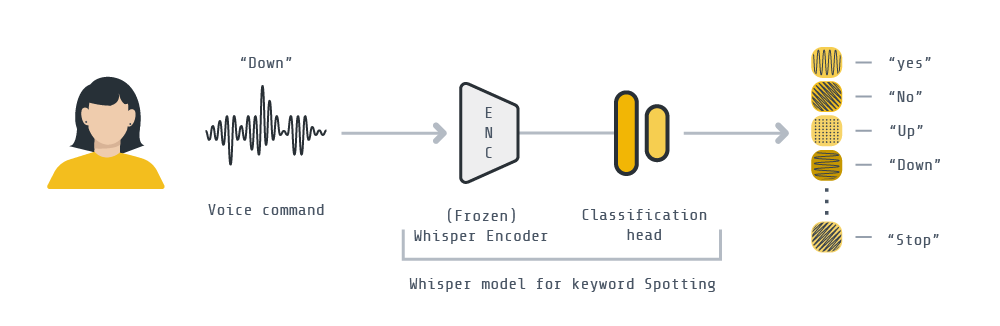 “Down”
Voice command
E
N
C
(Frozen)
Whisper Encoder
Classification
head
Whisper model for keyword Spotting
“yes”
“No”
“Up”
“Down”
“Stop”